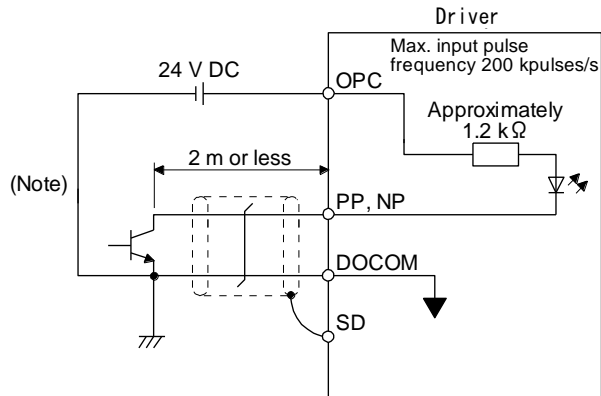 Driver
Max. input pulse
frequency 200 kpulses/s
24 V DC
OPC
Approximately
1.2 kΩ
2 m or less
(Note)
PP, NP
DOCOM
SD